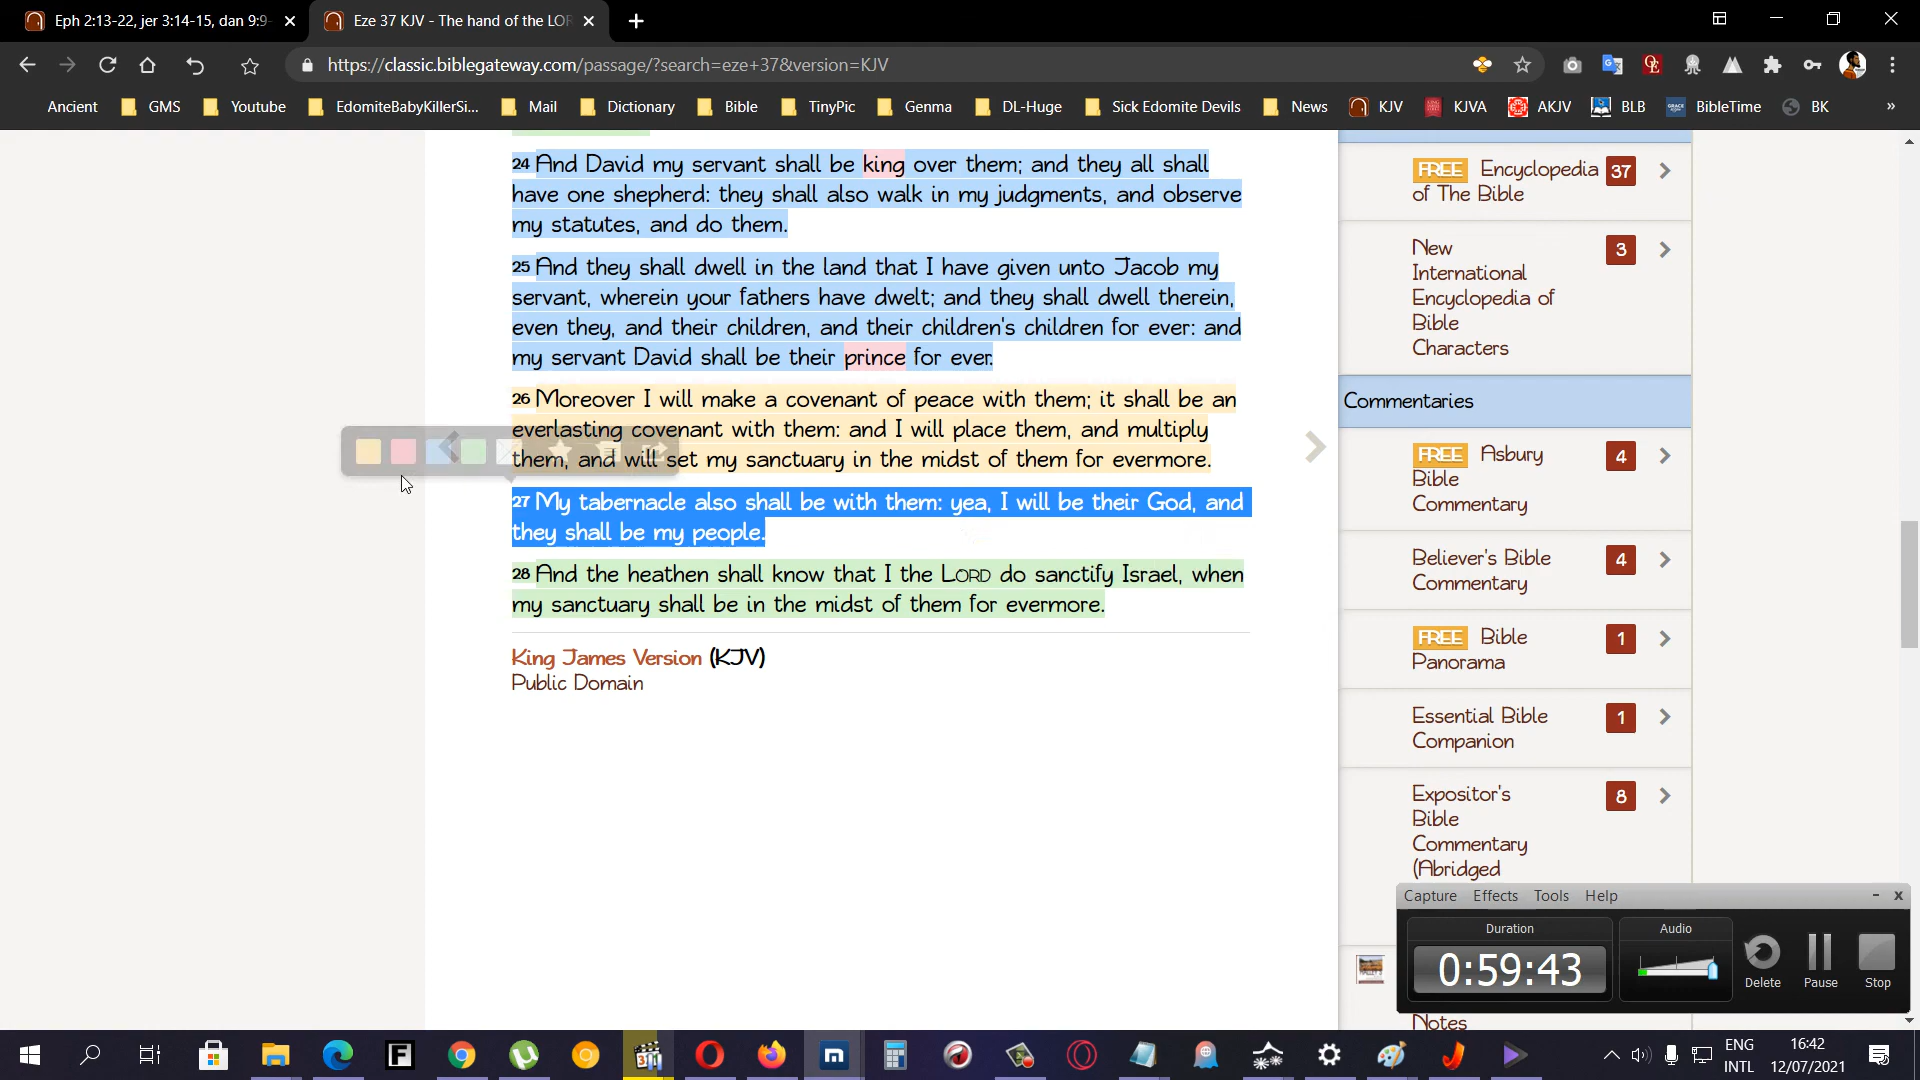 Eph 2:13-22, jer 3:14-15, dan 9:9-
Eze 37 KJV - The hand of the LOR
https://classic.biblegateway.com/passage/?search=eze+37&version=KJV
Ancient GMS Youtube EdomiteBabyKillerSi... Mail Dictionary Bible TinyPic Genma DL-Huge Sick Edomite Devils News KJV KJVA AKJV BLB BibleTime BK »
24 And David my servant shall be king over them; and they all shall
have one shepherd: they shall also walk in my judgments, and observe
my statutes, and do them.
25 And they shall dwell in the land that I have given unto Jacob my
servant, wherein your fathers have dwelt; and they shall dwell therein,
even they, and their children, and their children's children for ever: and
my servant David shall be their prince for ever.
26 Moreover I will make a covenant of peace with them; it shall be an
everlasting covenant with them: and I will place them, and multiply
them, and will set my sanctuary in the midst of them for evermore.
27 My tabernacle also shall be with them: yea, I will be their God, and
they shall be my people.
28 And the heathen shall know that I the LORD do sanctify Israel, when
my sanctuary shall be in the midst of them for evermore.
King James Version (KJV)
Public Domain
FREE Encyclopedia 37
of The Bible
New 3
International
Encyclopedia of
Bible
Characters
Commentaries
FREE Asbury 4
Bible
Commentary
Believer's Bible 4
Commentary
FREE Bible 1
Panorama
Essential Bible 1
Companion
Expositor's 8
Bible
Commentary
(Abridged
Notes
Capture Effects Tools Help
Duration
0:59:43
Audio
Delete
Pause
Stop
ENG
INTL
16:42
12/07/2021